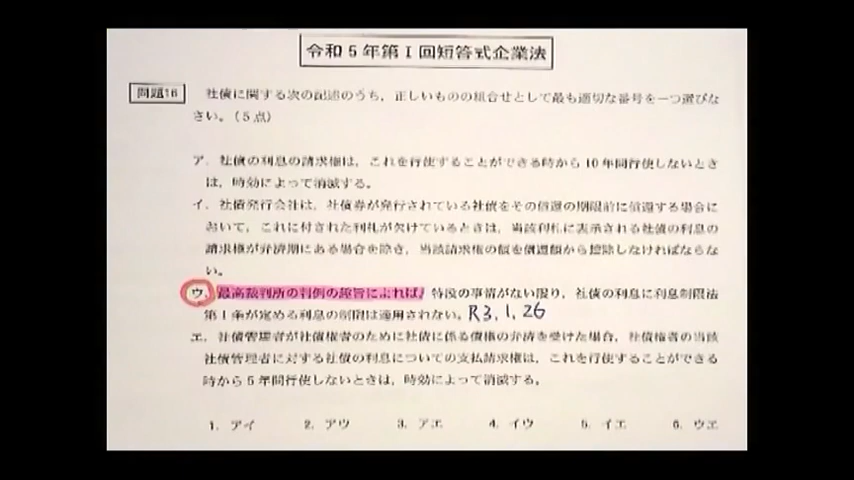 令和5年第Ⅰ回短答式企業法
問題16 社債に関する次の記述のうち，正しいものの組合せとして最も適切な番号を一つ選びな
さい。（5点）
ア．社債の利息の請求権は，これを行使することができる時から10年間行使しないとき
は，時効によって消滅する。
イ．社債発行会社は，社債券が発行されている社債をその償還の期限前に償還する場合に
おいて，これに付された利札が欠けているときは，当該利札に表示される社債の利息の
請求権が弁済期にある場合を除き，当該請求権の額を償還額から控除しなければならな
い。
ウ．最高裁判所の判例の趣旨によれば，特段の事情がない限り，社債の利息に利息制限法
第1条が定める利息の制限は適用されない。R3.1.26
エ．社債管理者が社債権者のために社債に係る債権の弁済を受けた場合，社債権者の当該
社債管理者に対する社債の利息についての支払請求権は，これを行使することができる
時から5年間行使しないときは，時効によって消滅する。
1．アイ 2．アウ 3．アエ 4．イウ 5．イエ 6．ウエ